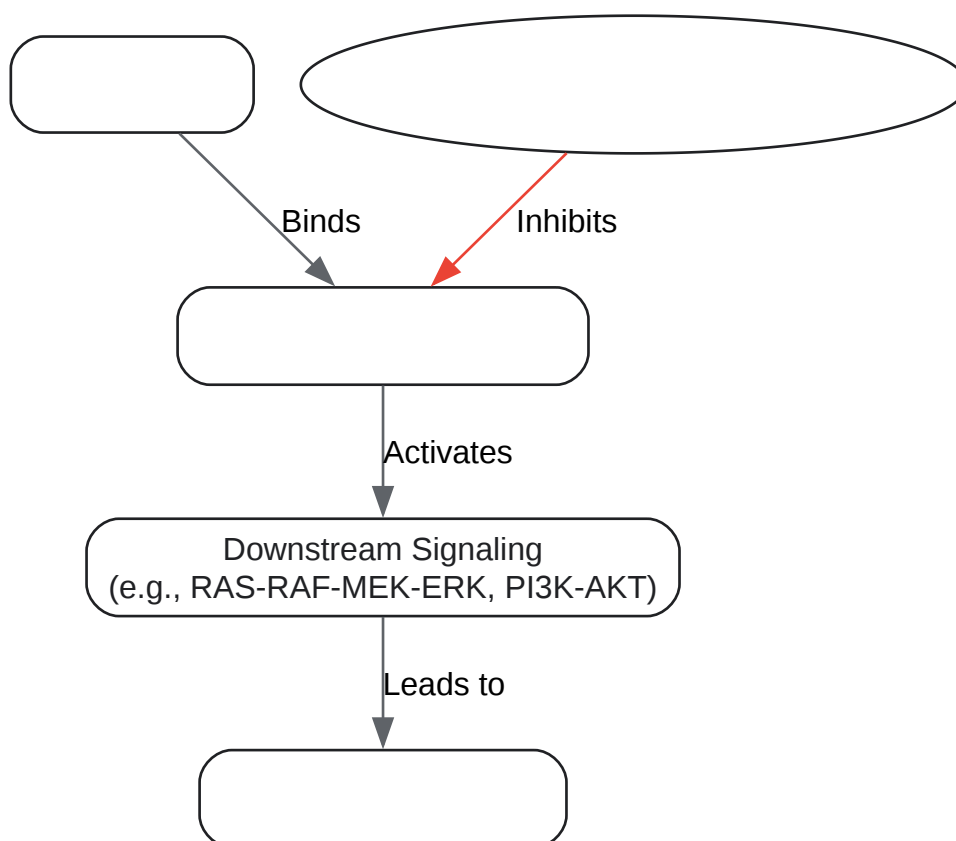 Binds
Inhibits
Activates
Downstream Signaling
(e.g., RAS-RAF-MEK-ERK, PI3K-AKT)
Leads to